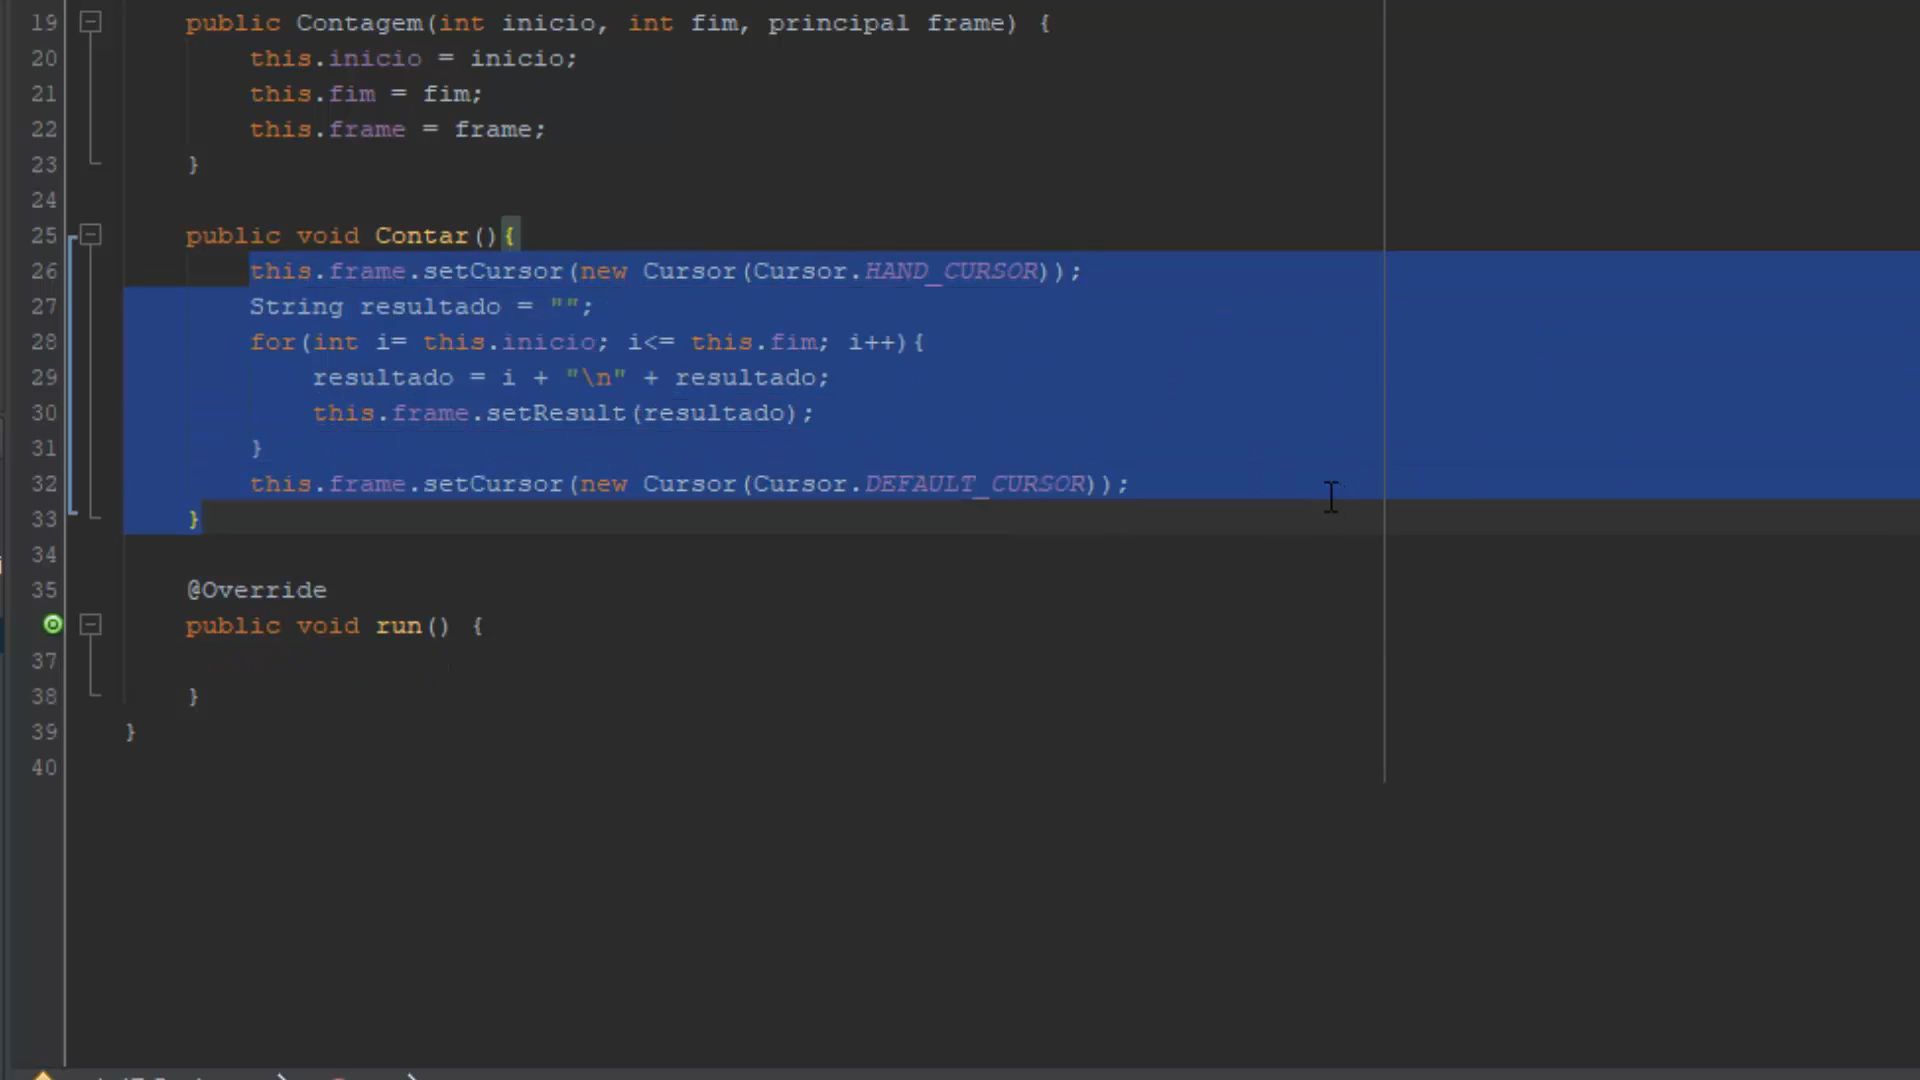 19 public Contagem(int inicio, int fim, principal frame) {
20 this.inicio = inicio;
21 this.fim = fim;
22 this.frame = frame;
23 }
24
25 public void Contar(){
26 this.frame.setCursor(new Cursor(Cursor.HAND_CURSOR));
27 String resultado = "";
28 for(int i= this.inicio; i<= this.fim; i++){
29 resultado = i + "\n" + resultado;
30 this.frame.setResult(resultado);
31 }
32 this.frame.setCursor(new Cursor(Cursor.DEFAULT_CURSOR));
33 }
34
35 @Override
public void run() {
37
38 }
39 }
40